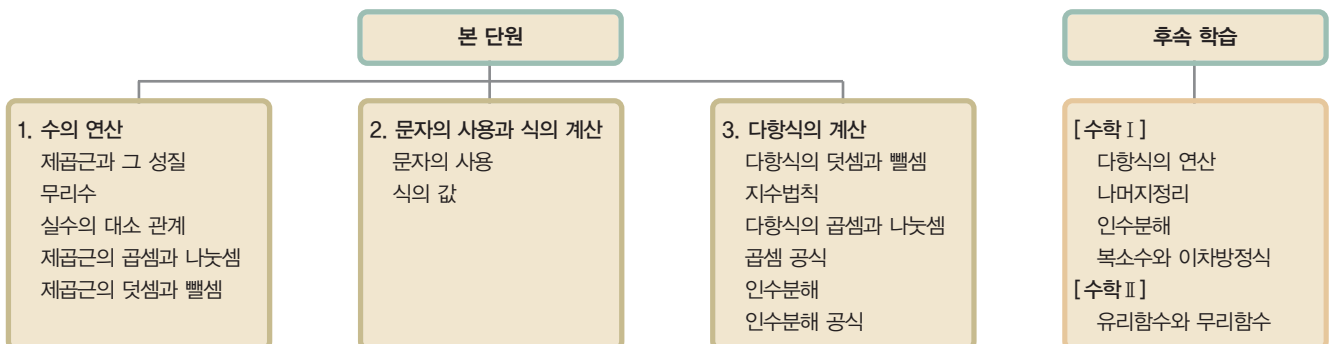 본 단원
후속 학습
1. 수의 연산
제곱근과 그 성질
무리수
실수의 대소 관계
제곱근의 곱셈과 나눗셈
제곱근의 덧셈과 뺄셈
2. 문자의 사용과 식의 계산
문자의 사용
식의 값
3. 다항식의 계산
다항식의 덧셈과 뺄셈
지수법칙
다항식의 곱셈과 나눗셈
곱셈 공식
인수분해
인수분해 공식
[수학Ⅰ]
다항식의 연산
나머지정리
인수분해
복소수와 이차방정식
[수학Ⅱ]
유리함수와 무리함수